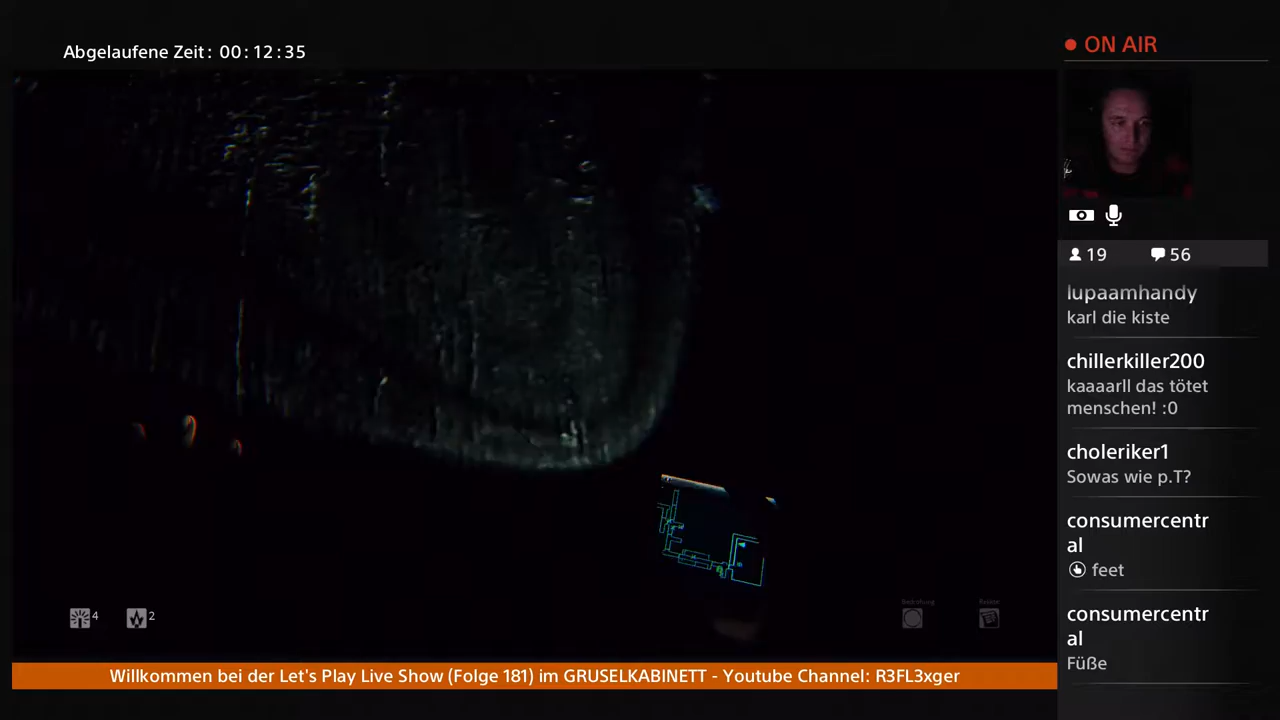 Abgelaufene Zeit: 00:12:35
ON AIR
19 56
lupaamhandy
karl die kiste
chillerkiller200
kaaaarll das tötet
menschen! :0
choleriker1
Sowas wie p.T?
consumercentr
al
feet
consumercentr
al
Füße
4 2
Willkommen bei der Let's Play Live Show (Folge 181) im GRUSELKABINETT - Youtube Channel: R3FL3xger